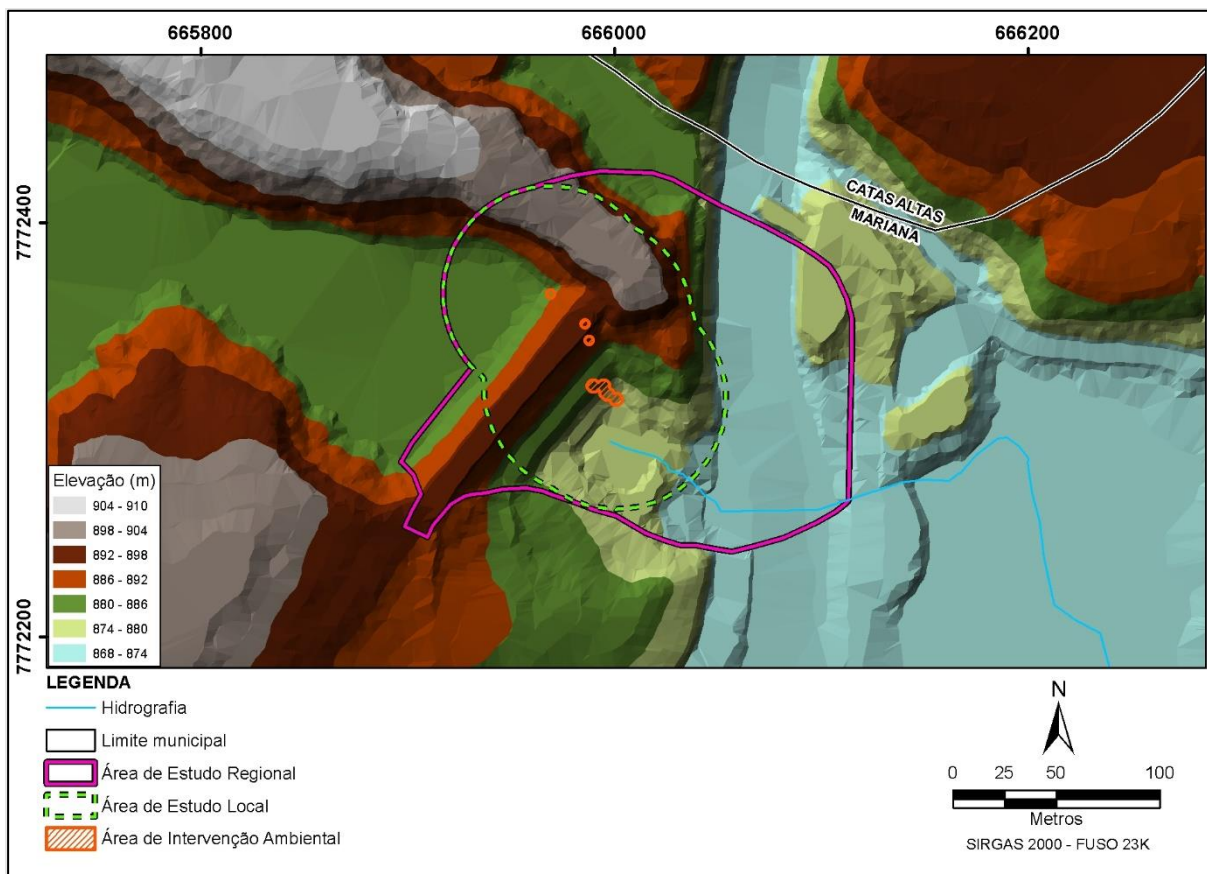 665800
666000
666200
7772400
7772200
CATAS ALTAS
MARIANA
Elevação (m)
904 - 910
898 - 904
892 - 898
886 - 892
880 - 886
874 - 880
868 - 874
LEGENDA
Hidrografia
Limite municipal
Área de Estudo Regional
Área de Estudo Local
Área de Intervenção Ambiental
N
0 25 50 100
Metros
SIRGAS 2000 - FUSO 23K